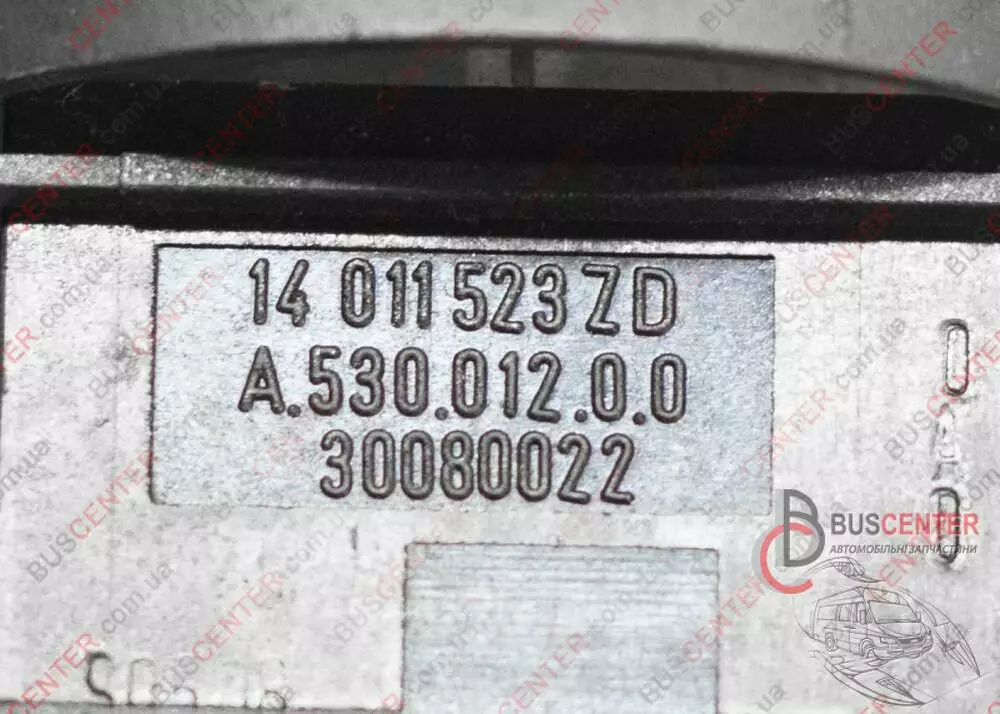 14 011 523 ZD
A.530.012.0.0
30080022
BUSCENTER
АВТОМОБІЛЬНІ ЗАПЧАСТИНИ